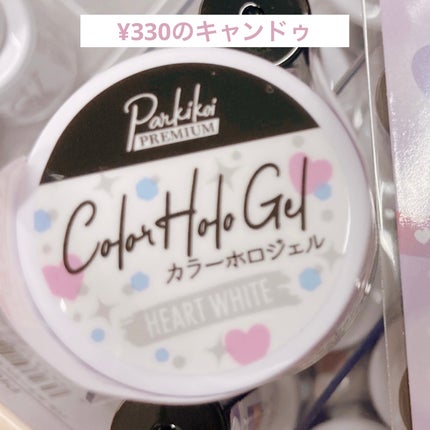 ¥330のキャンドゥ
Parkikoi
PREMIUM
Color Holo Gel
カラーホロジェル
HEART WHITE